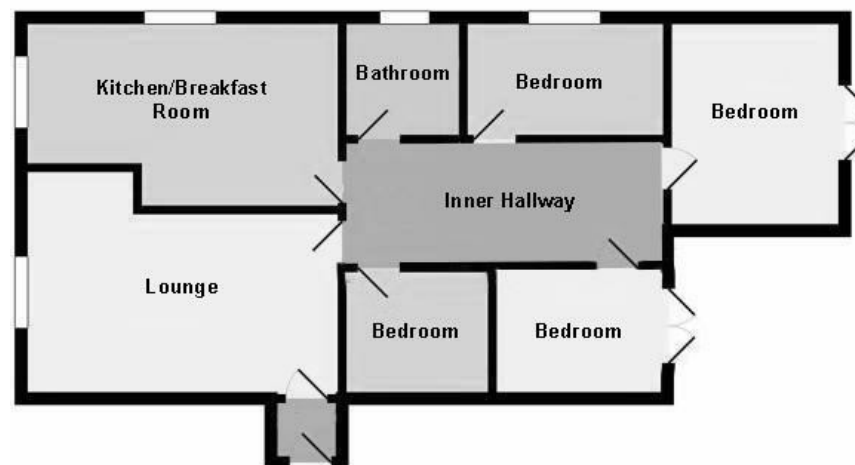 Kitchen/Breakfast
Room
Bathroom
Bedroom
Bedroom
Inner Hallway
Lounge
Bedroom
Bedroom